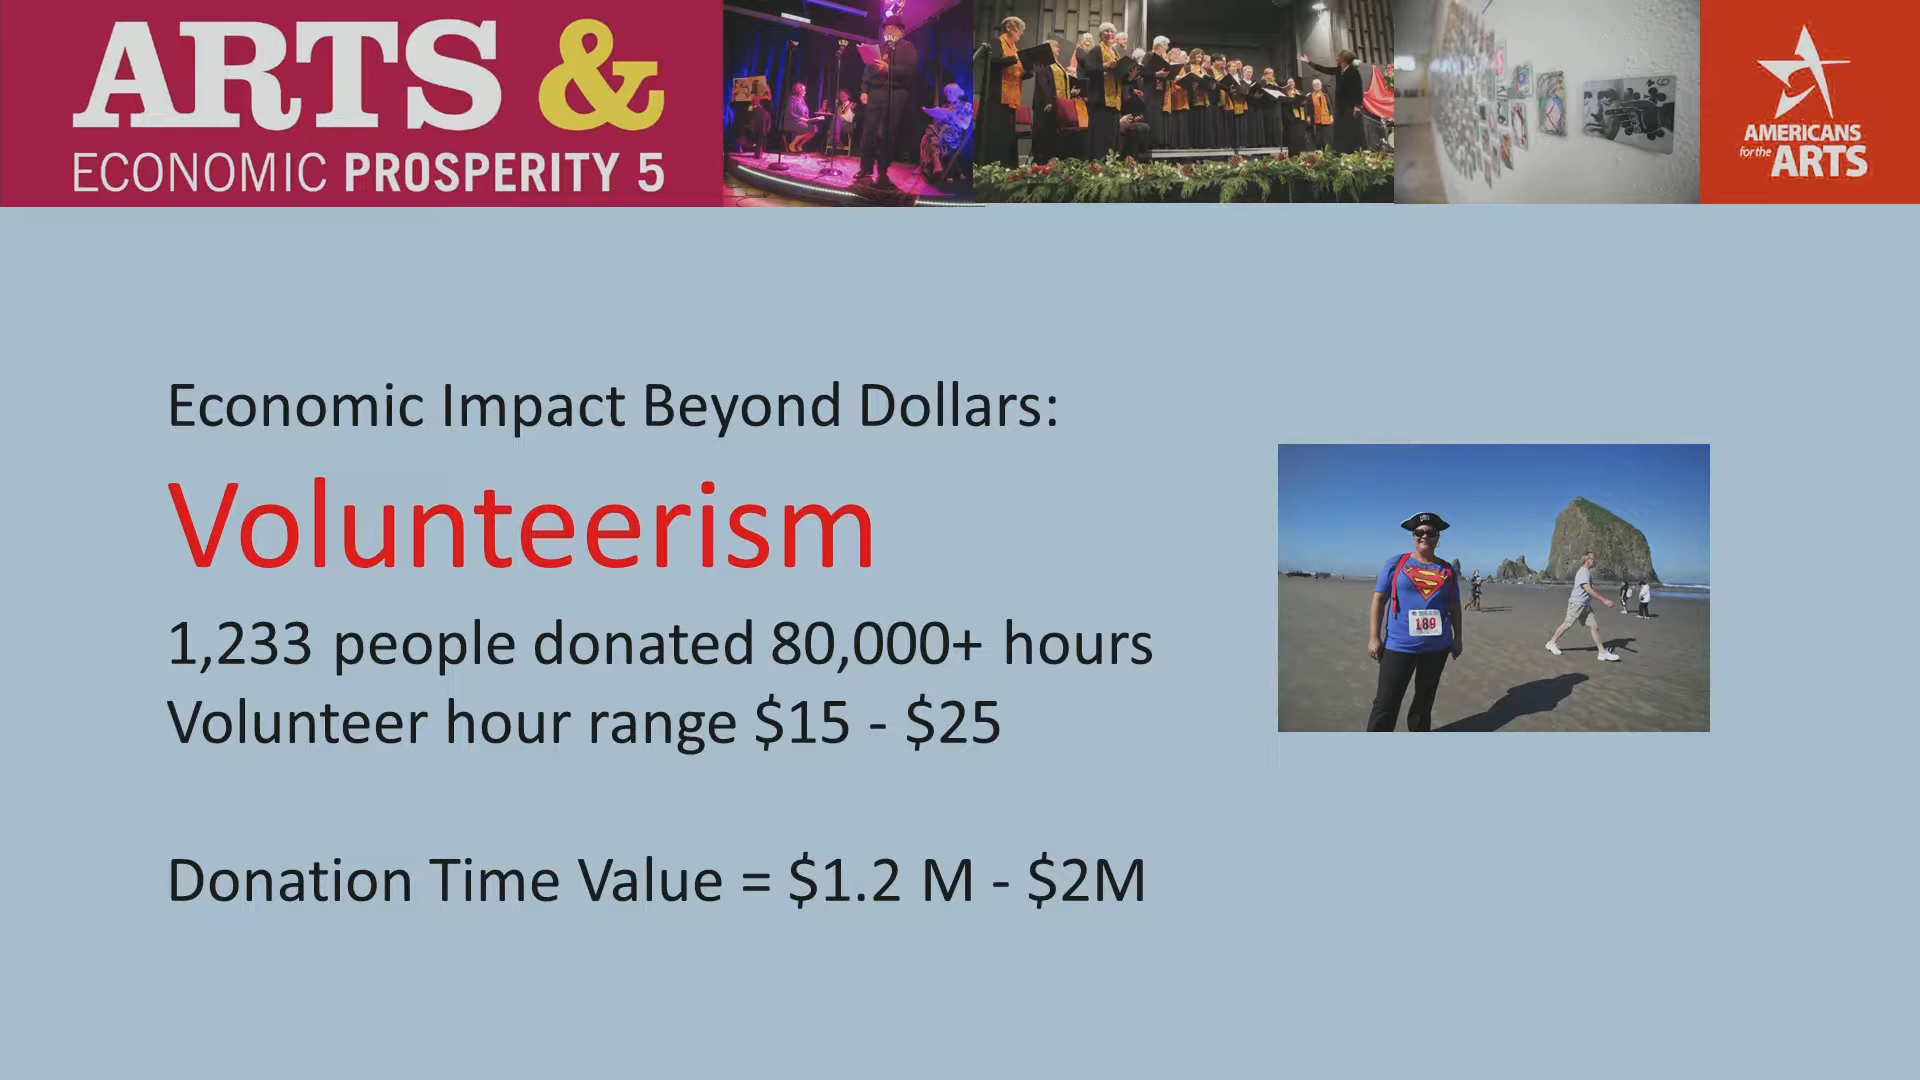 ARTS &
ECONOMIC PROSPERITY 5
AMERICANS
for the
ARTS
Economic Impact Beyond Dollars:
Volunteerism
1,233 people donated 80,000+ hours
Volunteer hour range $15 - $25
Donation Time Value = $1.2 M - $2M
189